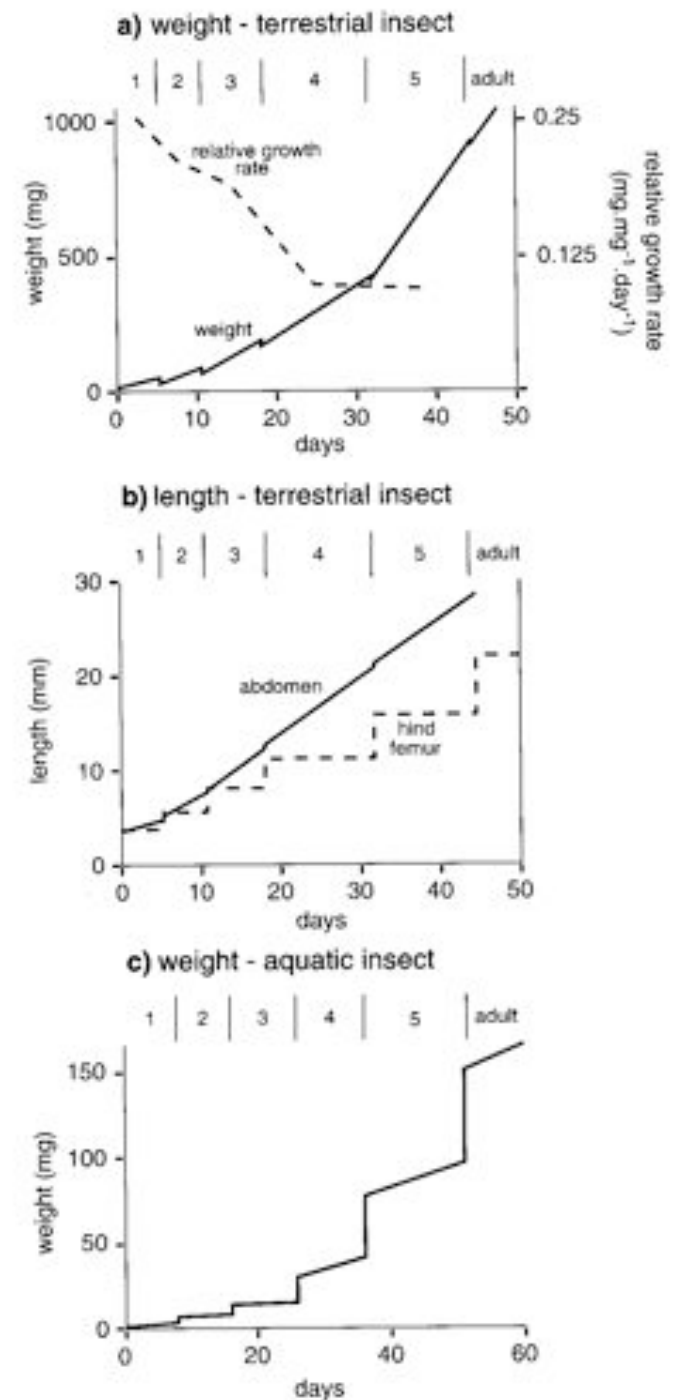 a) weight - terrestrial insect
1 2 3 4 5 adult
1000
500
0
weight (mg)
relative growth
rate
weight
0.25
0.125
relative growth rate
(mg.mg⁻¹.day⁻¹)
0 10 20 30 40 50
days
b) length - terrestrial insect
1 2 3 4 5 adult
30
20
10
0
length (mm)
abdomen
hind
femur
0 10 20 30 40 50
days
c) weight - aquatic insect
1 2 3 4 5 adult
150
100
50
0
weight (mg)
0 20 40 60
days